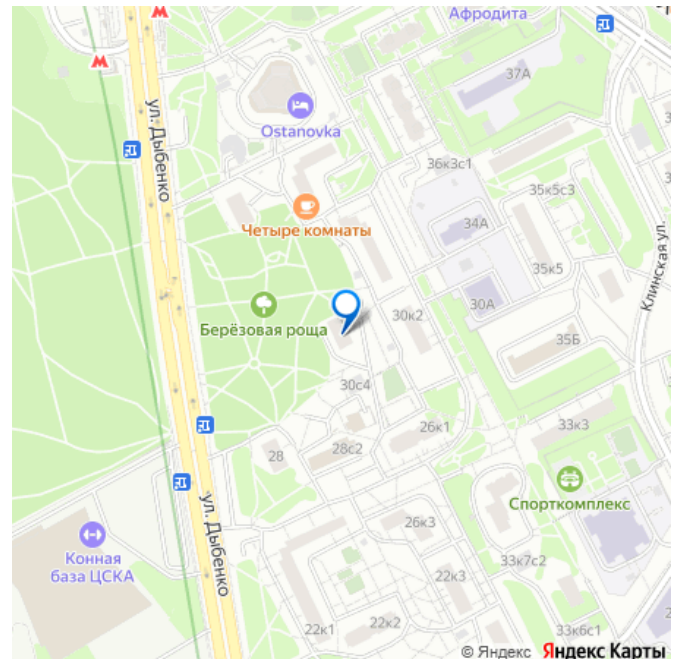 Афродита
37А
ул. Дыбенко
Ostanovka
36к3с1
35к5с3
Четыре комнаты
34А
Клинская ул.
35к5
30к2
30А
Берёзовая роща
35Б
30с4
26к1
33к3
28
28с2
Спорткомплекс
ул. Дыбенко
26к3
Конная
база ЦСКА
33к7с2
22к3
22к1
22к2
33к6с1
© Яндекс Яндекс Карты